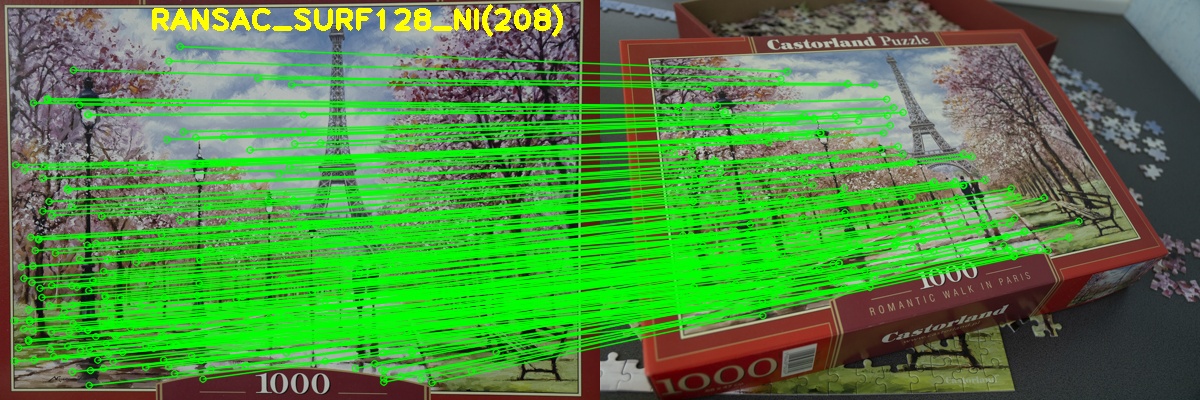 RANSAC_SURF128_NI(208)
1000
Castorland Puzzle
1000
ROMANTIC WALK IN PARIS
Castorland
1000